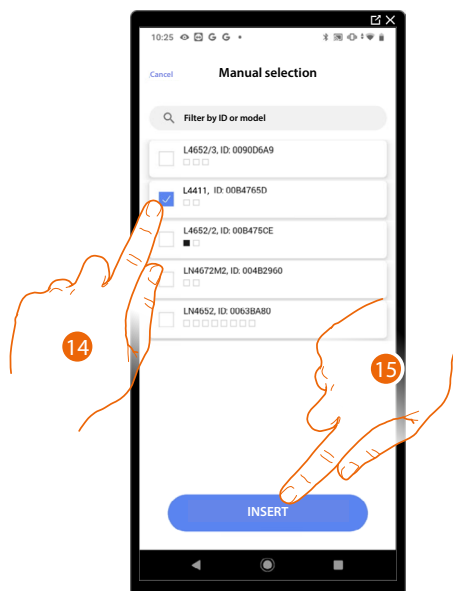 10:25 G G
Cancel
Manual selection
Filter by ID or model
L4652/3, ID: 0090D6A9
L4411, ID: 00B4765D
L4652/2, ID: 00B475CE
LN4672M2, ID: 004B2960
LN4652, ID: 0063BA80
14
15
INSERT